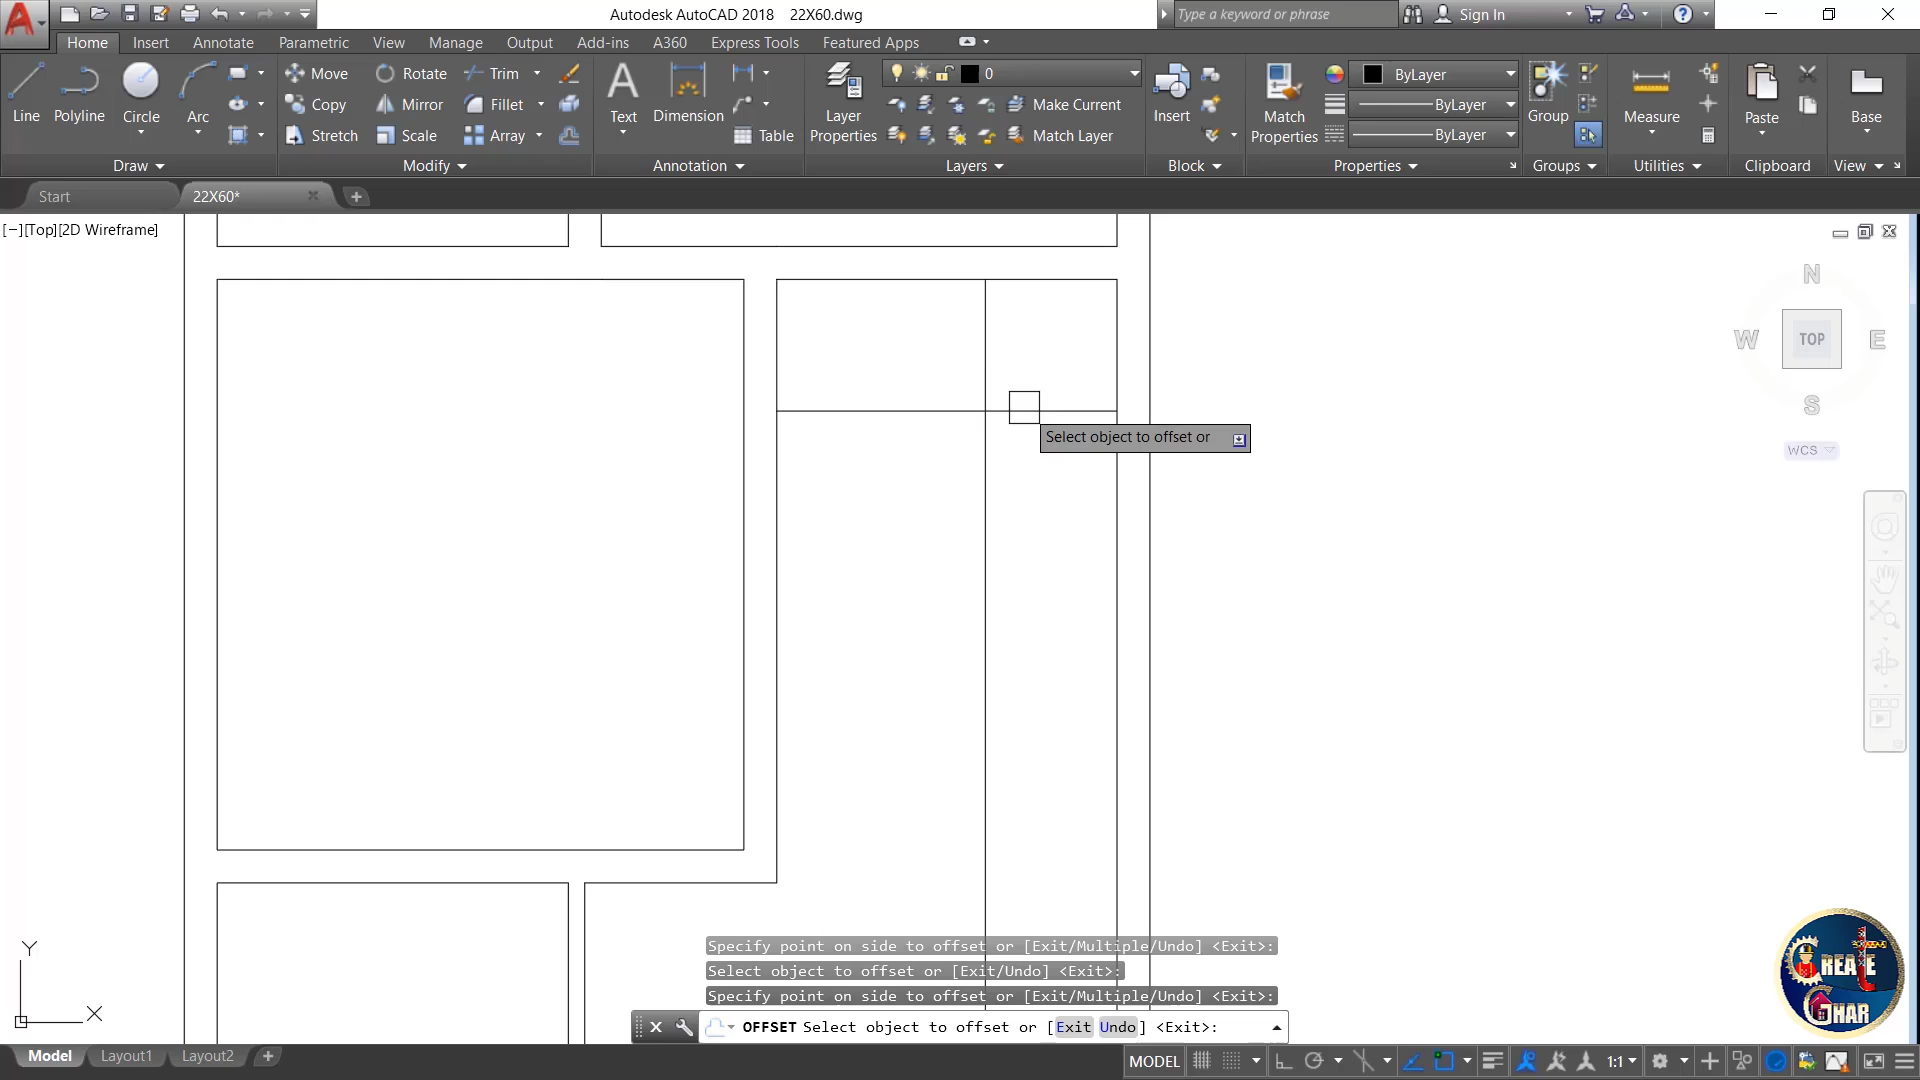 Autodesk AutoCAD 2018 22X60.dwg
Type a keyword or phrase
Sign In
Home Insert Annotate Parametric View Manage Output Add-ins A360 Express Tools Featured Apps
Line Polyline Circle Arc
Move Rotate Trim
Copy Mirror Fillet
Stretch Scale Array
Text Dimension Table
Layer Properties
0
Make Current
Match Layer
Insert
Match Properties
ByLayer
ByLayer
ByLayer
Group
Measure
Paste
Base
Draw Modify Annotation Layers Block Properties Groups Utilities Clipboard View
Start 22X60*
[−][Top][2D Wireframe]
N
W TOP E
S
WCS
Select object to offset or
Specify point on side to offset or [Exit/Multiple/Undo] <Exit>:
Select object to offset or [Exit/Undo] <Exit>:
Specify point on side to offset or [Exit/Multiple/Undo] <Exit>:
OFFSET Select object to offset or [Exit Undo] <Exit>:
Y
X
CREATE
GHAR
Model Layout1 Layout2
MODEL 1:1